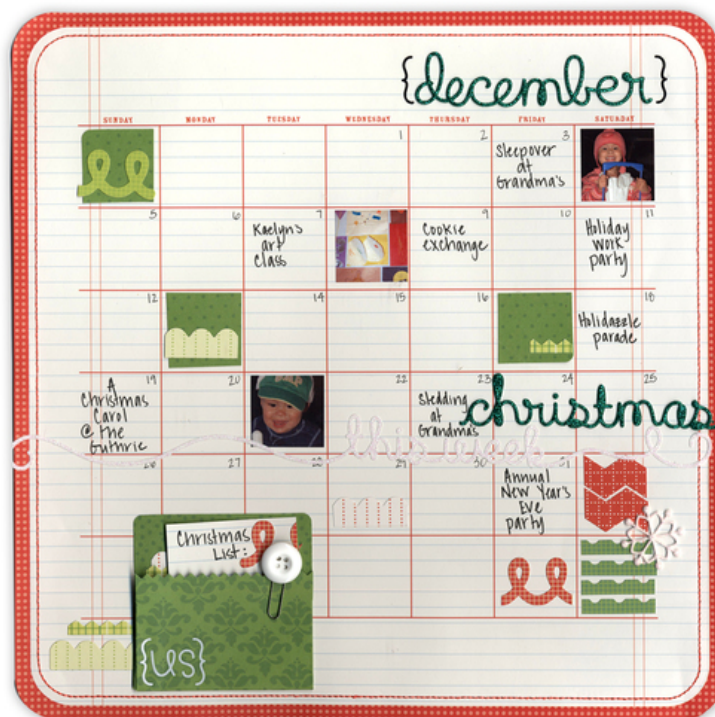 {december}
SUNDAY MONDAY TUESDAY WEDNESDAY THURSDAY FRIDAY SATURDAY
1 2 3
Sleepover
at
Grandma's
5 6 7 9 10 11
Kaelyn's
art
class
Cookie
exchange
Holiday
work
party
12 14 15 16 18
Holidazzle
parade
19 20 22 23 24 25
A
Christmas
Carol
@ the
Guthrie
Sledding
at
Grandma's
christmas
this week
26 27 28 29 30 31
Annual
New Year's
Eve
party
Christmas
List:
{us}